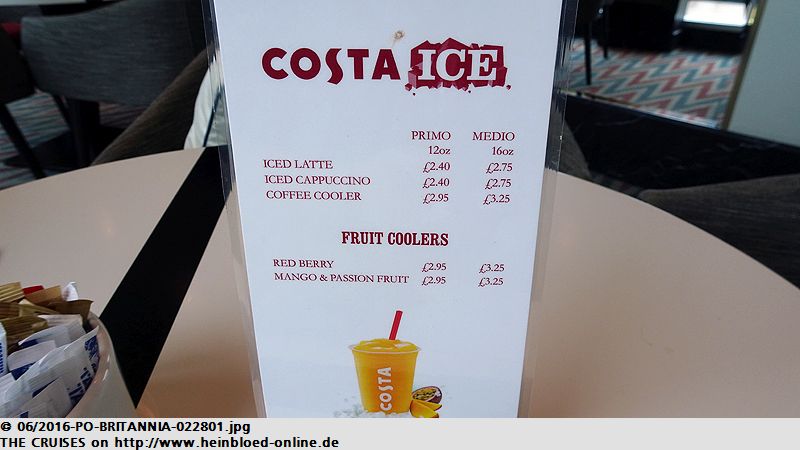 COSTA ICE
PRIMO MEDIO
12oz 16oz
ICED LATTE £2.40 £2.75
ICED CAPPUCCINO £2.40 £2.75
COFFEE COOLER £2.95 £3.25
FRUIT COOLERS
RED BERRY £2.95 £3.25
MANGO & PASSION FRUIT £2.95 £3.25
COSTA
© 06/2016-PO-BRITANNIA-022801.jpg
THE CRUISES on http://www.heinbloed-online.de